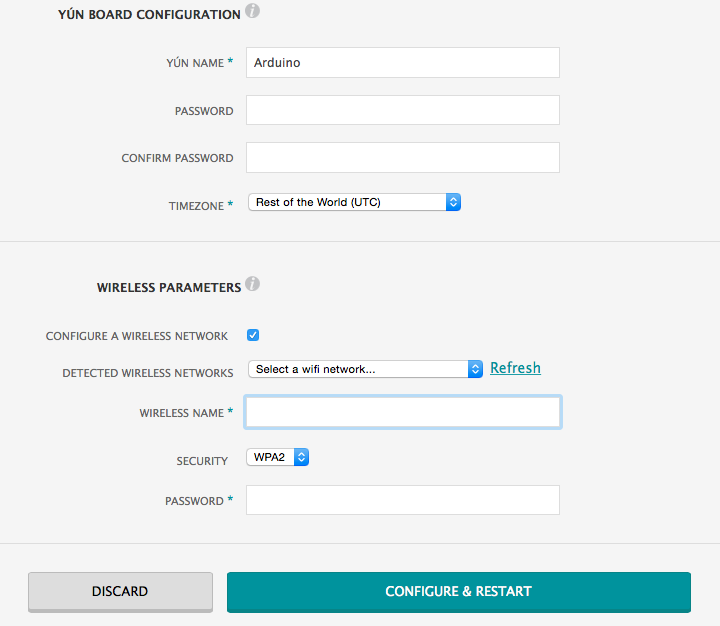 YÚN BOARD CONFIGURATION i
YÚN NAME * Arduino
PASSWORD
CONFIRM PASSWORD
TIMEZONE * Rest of the World (UTC)
WIRELESS PARAMETERS i
CONFIGURE A WIRELESS NETWORK
DETECTED WIRELESS NETWORKS Select a wifi network... Refresh
WIRELESS NAME *
SECURITY WPA2
PASSWORD *
DISCARD CONFIGURE & RESTART